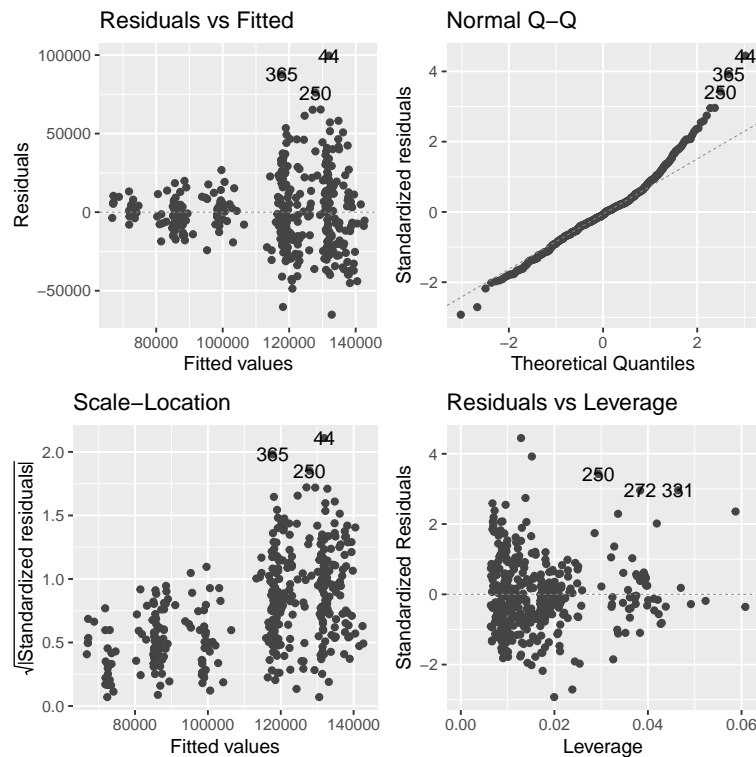 Residuals vs Fitted
100000
50000
0
−50000
Residuals
44
365
250
80000 100000 120000 140000
Fitted values
Normal Q−Q
4
2
0
−2
Standardized residuals
44
365
250
−2 0 2
Theoretical Quantiles
Scale−Location
2.0
1.5
1.0
0.5
0.0
√|Standardized residuals|
44
365
250
80000 100000 120000 140000
Fitted values
Residuals vs Leverage
4
2
0
−2
Standardized Residuals
250
272 331
0.00 0.02 0.04 0.06
Leverage